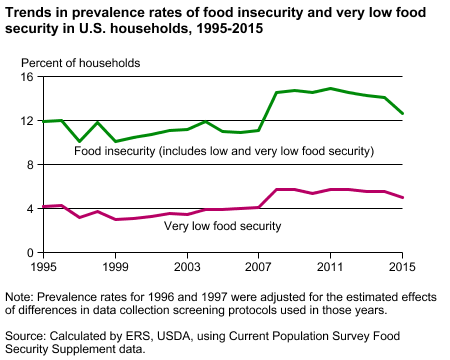 Trends in prevalence rates of food insecurity and very low food
security in U.S. households, 1995-2015
Percent of households
16
12
Food insecurity (includes low and very low food security)
8
4
Very low food security
0
1995 1999 2003 2007 2011 2015
Note: Prevalence rates for 1996 and 1997 were adjusted for the estimated effects
of differences in data collection screening protocols used in those years.
Source: Calculated by ERS, USDA, using Current Population Survey Food
Security Supplement data.